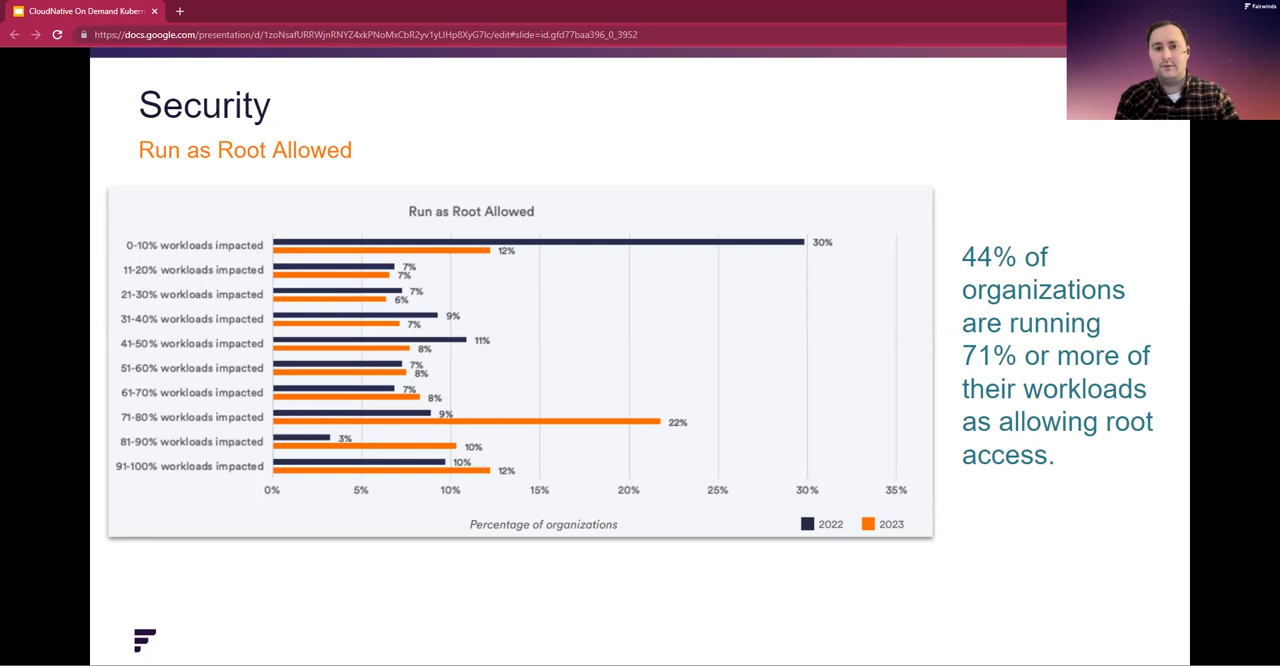 CloudNative On Demand Kubern
https://docs.google.com/presentation/d/1zoNsafURRWjnRNYZ4xkPNoMxCbR2yv1yLlHp8XyG7lc/edit#slide=id.gfd77baa396_0_3952
Fairwinds
Security
Run as Root Allowed
Run as Root Allowed
0-10% workloads impacted 30%
12%
11-20% workloads impacted 7%
7%
21-30% workloads impacted 7%
6%
31-40% workloads impacted 9%
7%
41-50% workloads impacted 11%
8%
51-60% workloads impacted 7%
8%
61-70% workloads impacted 7%
8%
71-80% workloads impacted 9%
22%
81-90% workloads impacted 3%
10%
91-100% workloads impacted 10%
12%
0% 5% 10% 15% 20% 25% 30% 35%
Percentage of organizations
2022 2023
44% of
organizations
are running
71% or more of
their workloads
as allowing root
access.